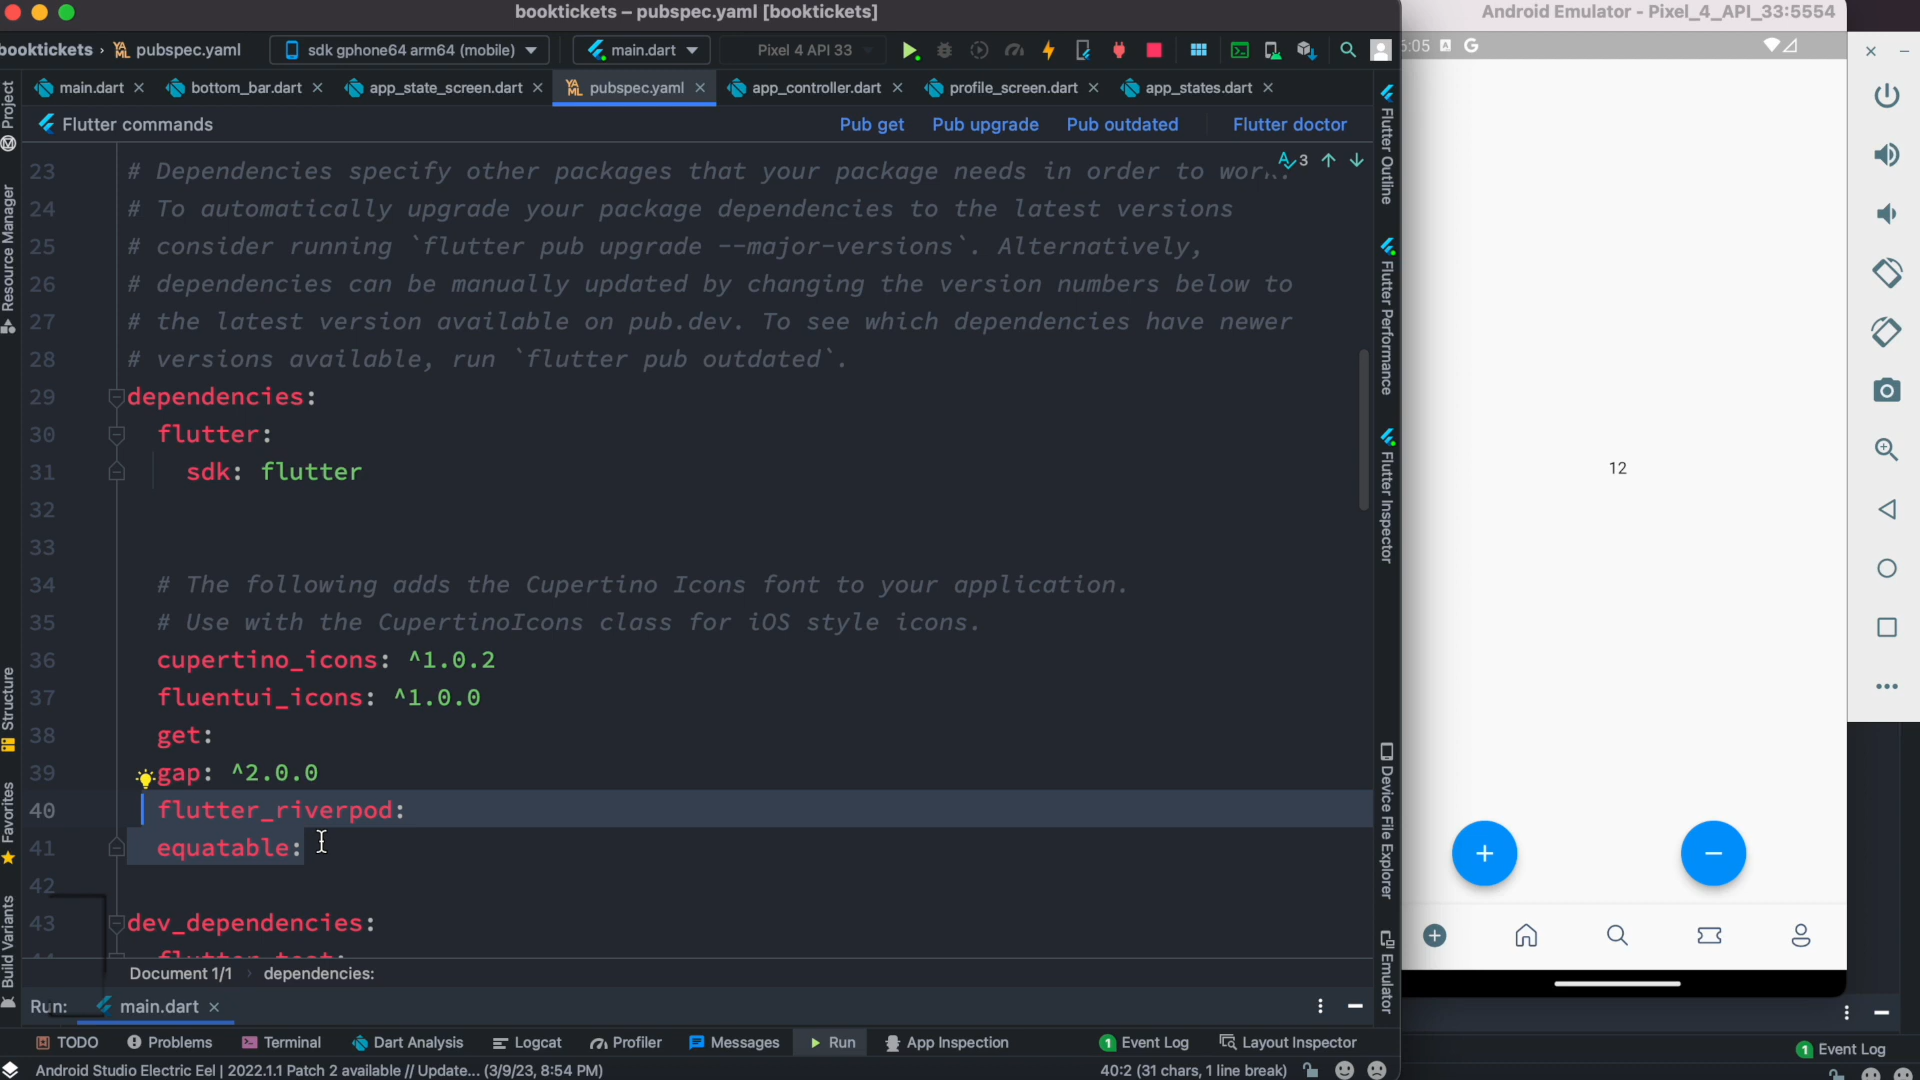 booktickets – pubspec.yaml [booktickets]
Android Emulator - Pixel_4_API_33:5554
booktickets › pubspec.yaml
sdk gphone64 arm64 (mobile)
main.dart
Pixel 4 API 33
5:05
main.dart
bottom_bar.dart
app_state_screen.dart
pubspec.yaml
app_controller.dart
profile_screen.dart
app_states.dart
Flutter commands
Pub get
Pub upgrade
Pub outdated
Flutter doctor
3
23 # Dependencies specify other packages that your package needs in order to work.
24 # To automatically upgrade your package dependencies to the latest versions
25 # consider running `flutter pub upgrade --major-versions`. Alternatively,
26 # dependencies can be manually updated by changing the version numbers below to
27 # the latest version available on pub.dev. To see which dependencies have newer
28 # versions available, run `flutter pub outdated`.
29 dependencies:
30 flutter:
31 sdk: flutter
32
33
34 # The following adds the Cupertino Icons font to your application.
35 # Use with the CupertinoIcons class for iOS style icons.
36 cupertino_icons: ^1.0.2
37 fluentui_icons: ^1.0.0
38 get:
39 gap: ^2.0.0
40 flutter_riverpod:
41 equatable:
42
43 dev_dependencies:
44 flutter_test:
Document 1/1 › dependencies:
Project
Resource Manager
Structure
Favorites
Build Variants
Flutter Outline
Flutter Performance
Flutter Inspector
Device File Explorer
Emulator
12
Run: main.dart
TODO
Problems
Terminal
Dart Analysis
Logcat
Profiler
Messages
Run
App Inspection
1 Event Log
Layout Inspector
1 Event Log
Android Studio Electric Eel | 2022.1.1 Patch 2 available // Update... (3/9/23, 8:54 PM)
40:2 (31 chars, 1 line break)